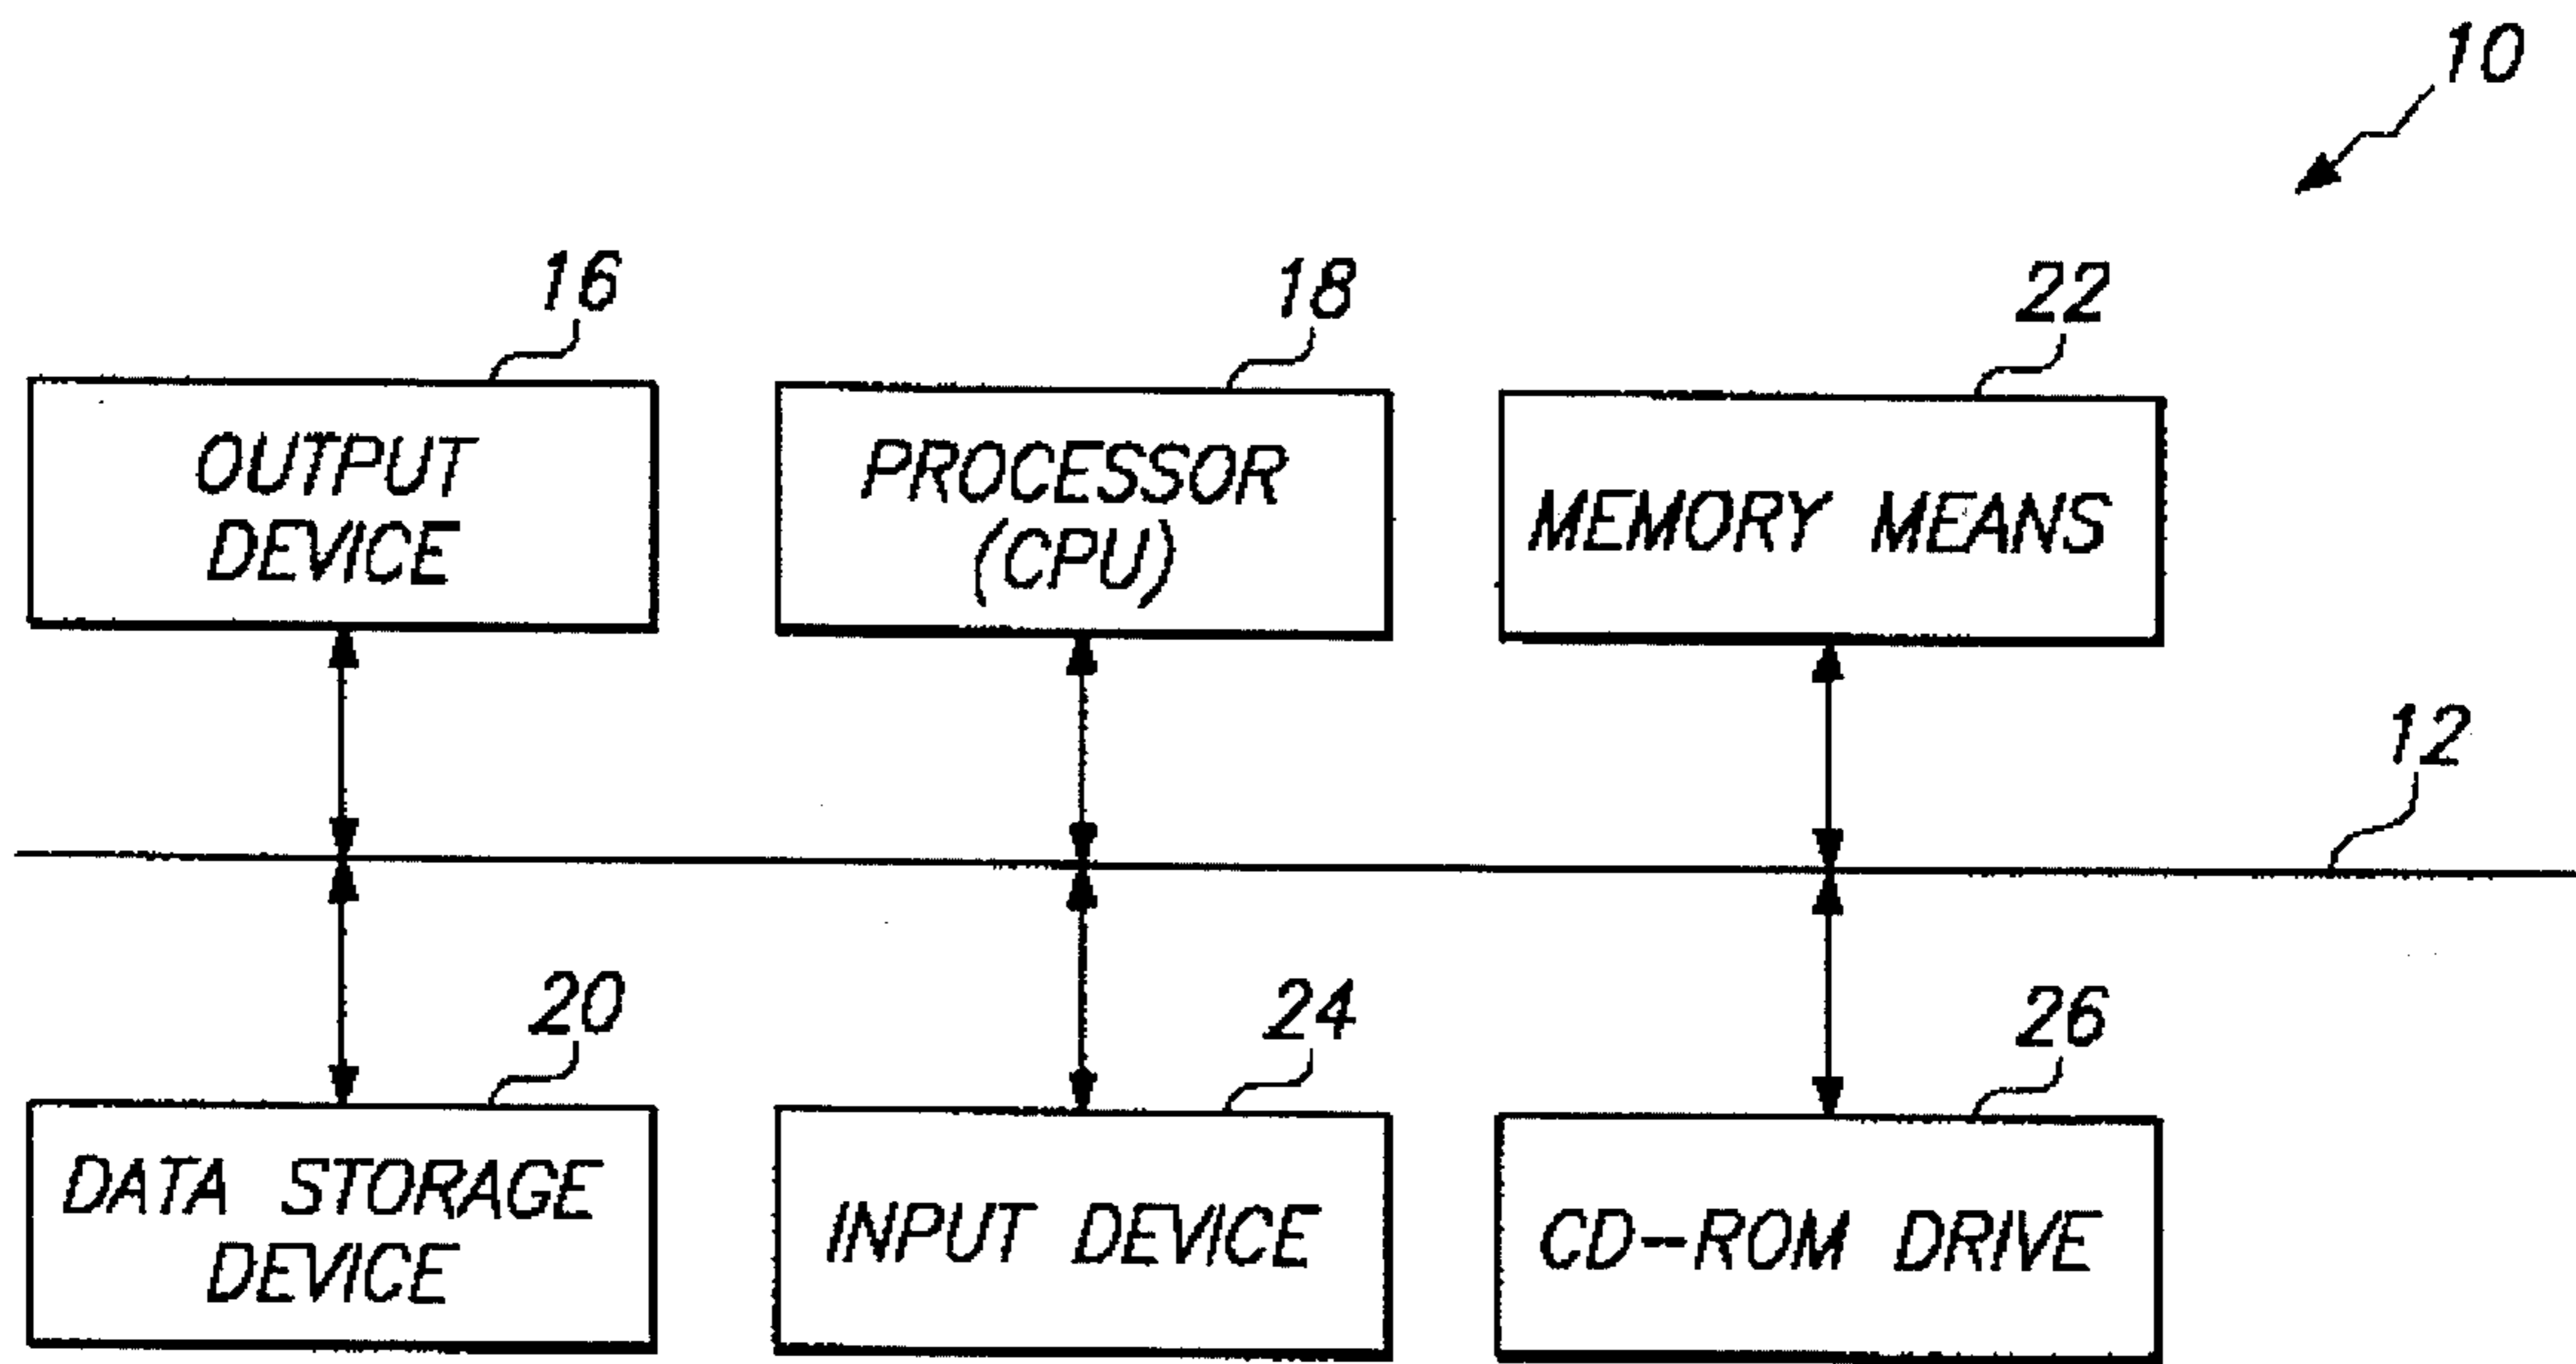 10
16
18
22
OUTPUT
DEVICE
PROCESSOR
(CPU)
MEMORY MEANS
12
20
24
26
DATA STORAGE
DEVICE
INPUT DEVICE
CD-ROM DRIVE